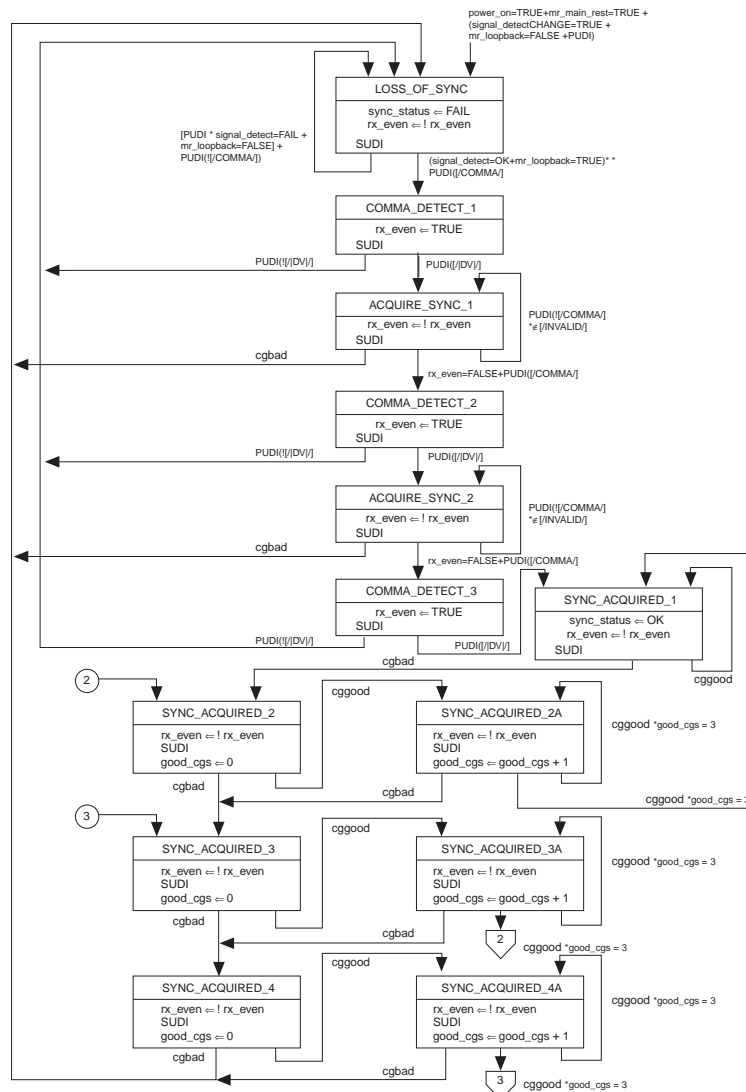 power_on=TRUE+mr_main_rest=TRUE +
(signal_detectCHANGE=TRUE +
mr_loopback=FALSE +PUDI)
LOSS_OF_SYNC
sync_status ⇐ FAIL
rx_even ⇐ ! rx_even
SUDI
[PUDI * signal_detect=FAIL +
mr_loopback=FALSE] +
PUDI(![/COMMA/])
(signal_detect=OK+mr_loopback=TRUE)* *
PUDI([/COMMA/]
COMMA_DETECT_1
rx_even ⇐ TRUE
SUDI
PUDI(![/|DV|/]
PUDI([/|DV|/]
ACQUIRE_SYNC_1
rx_even ⇐ ! rx_even
SUDI
PUDI(![/COMMA/]
*∉[/INVALID/]
cgbad
rx_even=FALSE+PUDI([/COMMA/]
COMMA_DETECT_2
rx_even ⇐ TRUE
SUDI
PUDI(![/|DV|/]
PUDI([/|DV|/]
ACQUIRE_SYNC_2
rx_even ⇐ ! rx_even
SUDI
PUDI(![/COMMA/]
*∉[/INVALID/]
cgbad
rx_even=FALSE+PUDI([/COMMA/]
COMMA_DETECT_3
rx_even ⇐ TRUE
SUDI
PUDI(![/|DV|/]
PUDI([/|DV|/]
SYNC_ACQUIRED_1
sync_status ⇐ OK
rx_even ⇐ ! rx_even
SUDI
cgbad
cggood
2
SYNC_ACQUIRED_2
rx_even ⇐ ! rx_even
SUDI
good_cgs ⇐ 0
cggood
SYNC_ACQUIRED_2A
rx_even ⇐ ! rx_even
SUDI
good_cgs ⇐ good_cgs + 1
cggood *good_cgs = 3
cgbad
cgbad
cggood *good_cgs = 3
3
SYNC_ACQUIRED_3
rx_even ⇐ ! rx_even
SUDI
good_cgs ⇐ 0
cggood
SYNC_ACQUIRED_3A
rx_even ⇐ ! rx_even
SUDI
good_cgs ⇐ good_cgs + 1
cggood *good_cgs = 3
cgbad
cgbad
2
cggood *good_cgs = 3
SYNC_ACQUIRED_4
rx_even ⇐ ! rx_even
SUDI
good_cgs ⇐ 0
cggood
SYNC_ACQUIRED_4A
rx_even ⇐ ! rx_even
SUDI
good_cgs ⇐ good_cgs + 1
cggood *good_cgs = 3
cgbad
cgbad
3
cggood *good_cgs = 3